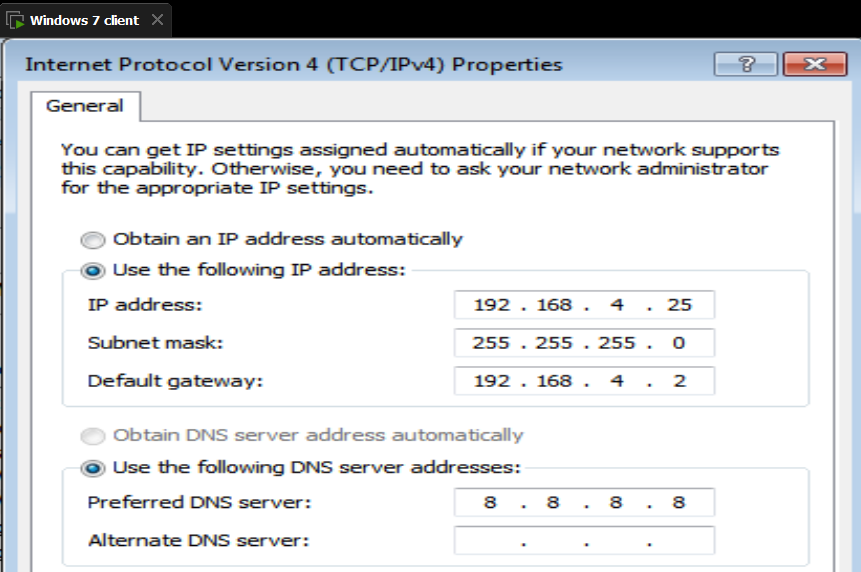 Windows 7 client
Internet Protocol Version 4 (TCP/IPv4) Properties
General
You can get IP settings assigned automatically if your network supports
this capability. Otherwise, you need to ask your network administrator
for the appropriate IP settings.
Obtain an IP address automatically
Use the following IP address:
IP address: 192 . 168 . 4 . 25
Subnet mask: 255 . 255 . 255 . 0
Default gateway: 192 . 168 . 4 . 2
Obtain DNS server address automatically
Use the following DNS server addresses:
Preferred DNS server: 8 . 8 . 8 . 8
Alternate DNS server: . . .